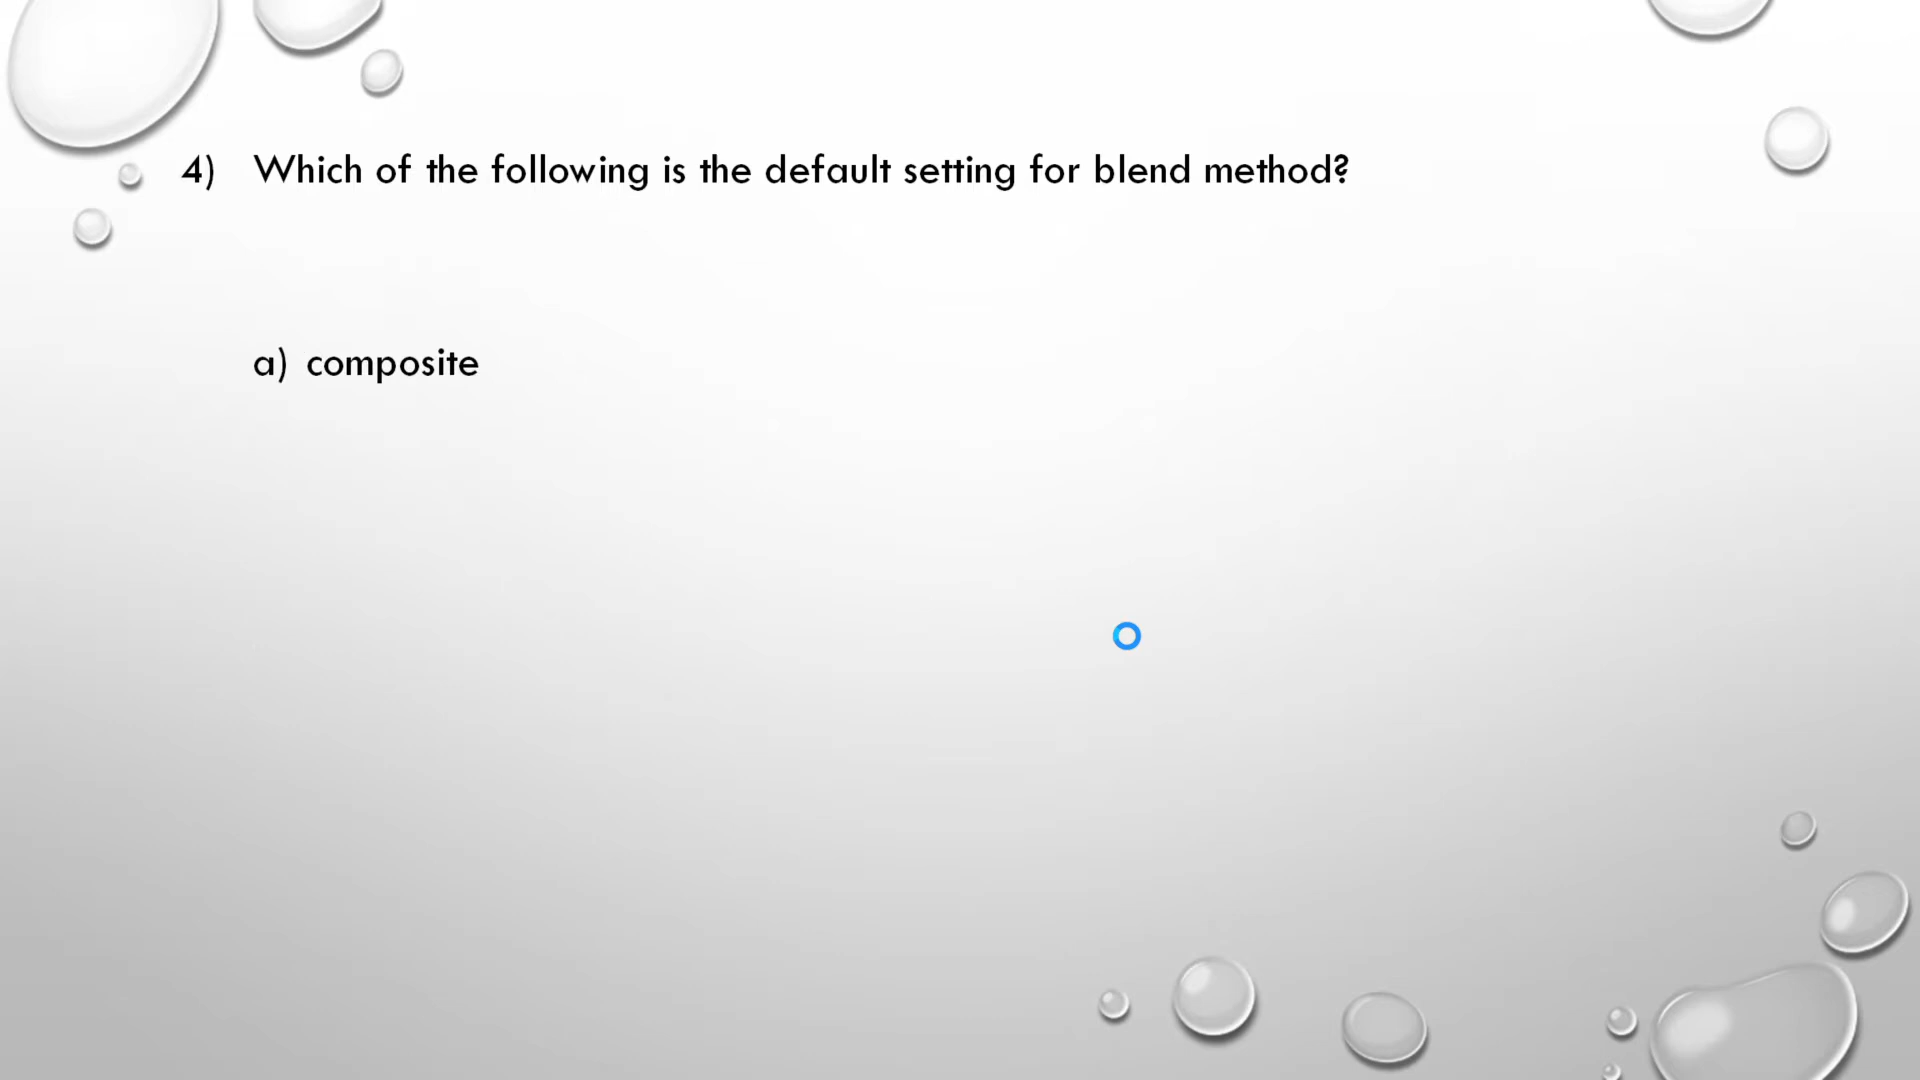 4) Which of the following is the default setting for blend method?
a) composite